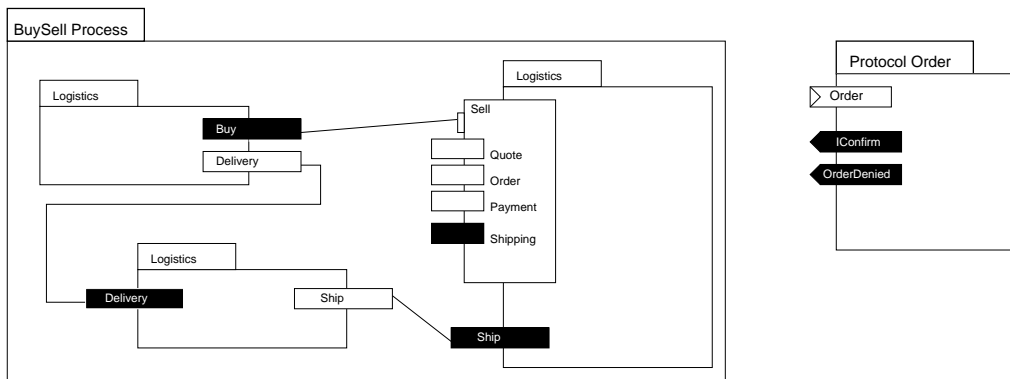 BuySell Process
Protocol Order
Logistics
Logistics
Order
Sell
Buy
IConfirm
Quote
Delivery
OrderDenied
Order
Payment
Shipping
Logistics
Delivery
Ship
Ship